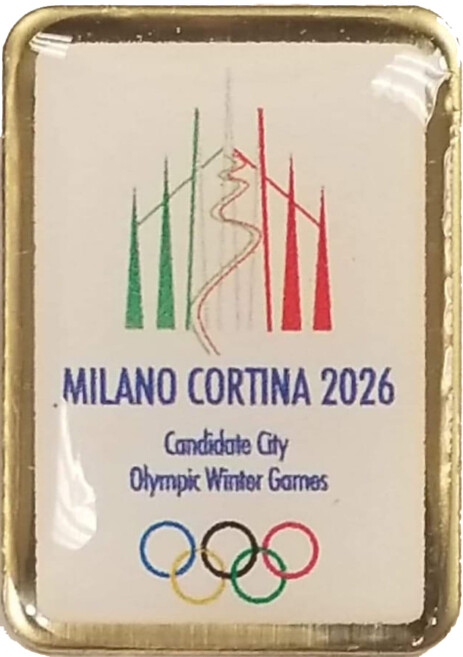 MILANO CORTINA 2026
Candidate City
Olympic Winter Games